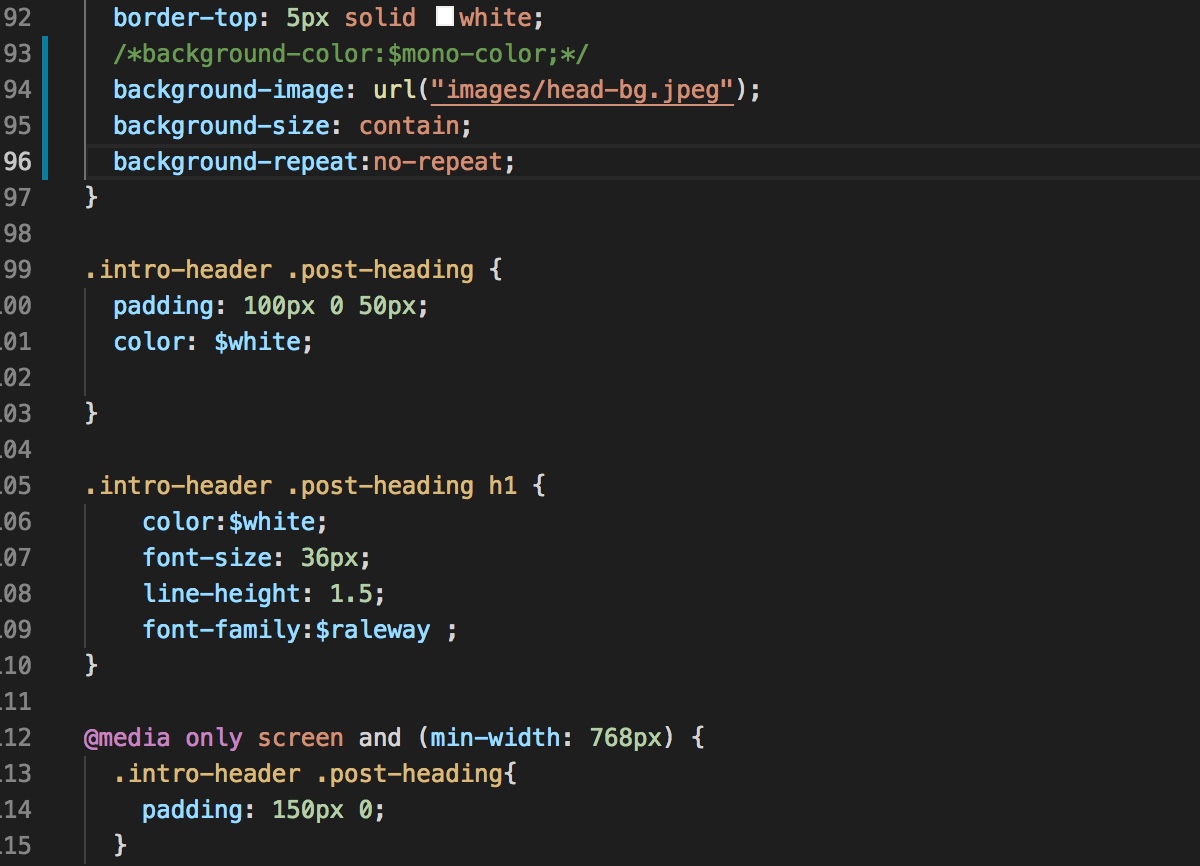 92 border-top: 5px solid white;
93 /*background-color:$mono-color;*/
94 background-image: url("images/head-bg.jpeg");
95 background-size: contain;
96 background-repeat:no-repeat;
97 }
98
99 .intro-header .post-heading {
00 padding: 100px 0 50px;
01 color: $white;
02
03 }
04
05 .intro-header .post-heading h1 {
06 color:$white;
07 font-size: 36px;
08 line-height: 1.5;
09 font-family:$raleway ;
10 }
11
12 @media only screen and (min-width: 768px) {
13 .intro-header .post-heading{
14 padding: 150px 0;
15 }